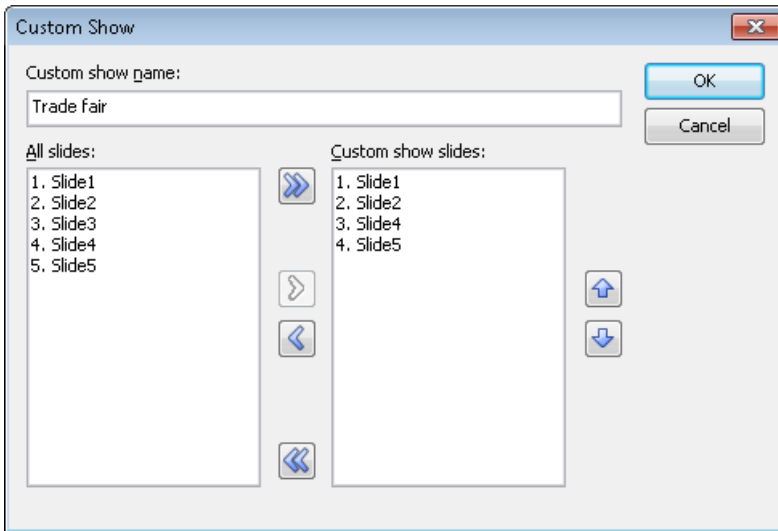 Custom Show
Custom show name:
OK
Trade fair
Cancel
All slides:
Custom show slides:
1. Slide1
2. Slide2
3. Slide3
4. Slide4
5. Slide5
1. Slide1
2. Slide2
3. Slide4
4. Slide5